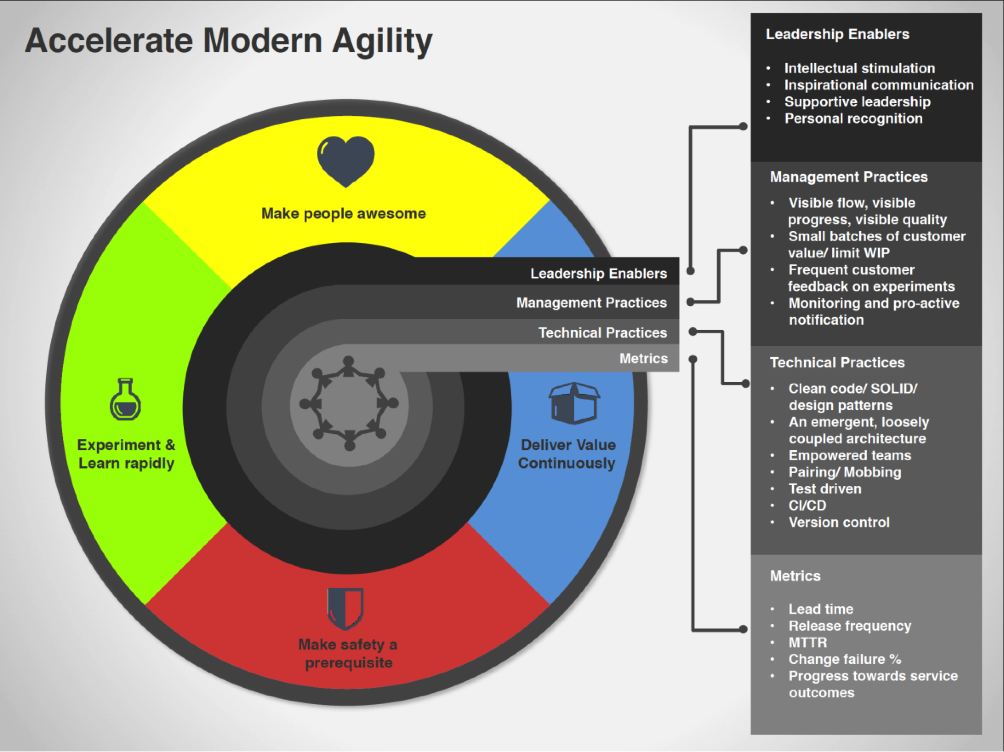 Accelerate Modern Agility
Make people awesome
Experiment &
Learn rapidly
Deliver Value
Continuously
Make safety a
prerequisite
Leadership Enablers
Management Practices
Technical Practices
Metrics
Leadership Enablers
• Intellectual stimulation
• Inspirational communication
• Supportive leadership
• Personal recognition
Management Practices
• Visible flow, visible
progress, visible quality
• Small batches of customer
value/ limit WIP
• Frequent customer
feedback on experiments
• Monitoring and pro-active
notification
Technical Practices
• Clean code/ SOLID/
design patterns
• An emergent, loosely
coupled architecture
• Empowered teams
• Pairing/ Mobbing
• Test driven
• CI/CD
• Version control
Metrics
• Lead time
• Release frequency
• MTTR
• Change failure %
• Progress towards service
outcomes